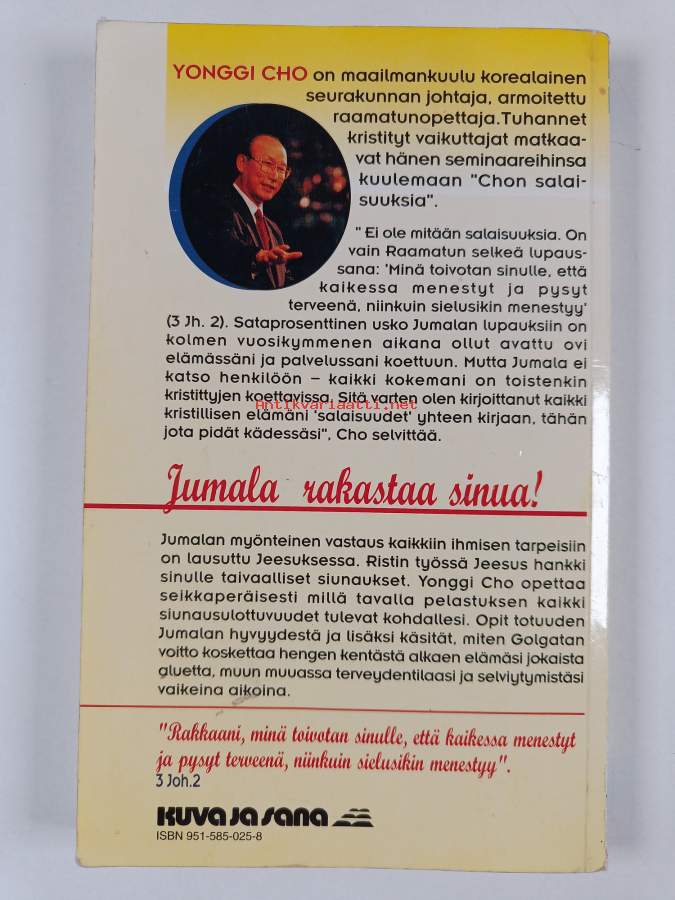 YONGGI CHO on maailmankuulu korealainen
seurakunnan johtaja, armoitettu
raamatunopettaja.Tuhannet
kristityt vaikuttajat matkaa-
vat hänen seminaareihinsa
kuulemaan "Chon salai-
suuksia".
" Ei ole mitään salaisuuksia. On
vain Raamatun selkeä lupaus-
sana: 'Minä toivotan sinulle, että
kaikessa menestyt ja pysyt
terveenä, niinkuin sielusikin menestyy'
(3 Jh. 2). Sataprosenttinen usko Jumalan lupauksiin on
kolmen vuosikymmenen aikana ollut avattu ovi
elämässäni ja palvelussani koettuun. Mutta Jumala ei
katso henkilöön – kaikki kokemani on toistenkin
kristittyjen koettavissa. Sitä varten olen kirjoittanut kaikki
Antikvariaatti.net
kristillisen elämäni 'salaisuudet' yhteen kirjaan, tähän
jota pidät kädessäsi", Cho selvittää.
Jumala rakastaa sinua!
Jumalan myönteinen vastaus kaikkiin ihmisen tarpeisiin
on lausuttu Jeesuksessa. Ristin työssä Jeesus hankki
sinulle taivaalliset siunaukset. Yonggi Cho opettaa
seikkaperäisesti millä tavalla pelastuksen kaikki
siunausulottuvuudet tulevat kohdallesi. Opit totuuden
Jumalan hyvyydestä ja lisäksi käsität, miten Golgatan
voitto koskettaa hengen kentästä alkaen elämäsi jokaista
aluetta, muun muuassa terveydentilaasi ja selviytymistäsi
vaikeina aikoina.
"Rakkaani, minä toivotan sinulle, että kaikessa menestyt
ja pysyt terveenä, niinkuin sielusikin menestyy".
3 Joh.2
KUVA JA SANA
ISBN 951-585-025-8